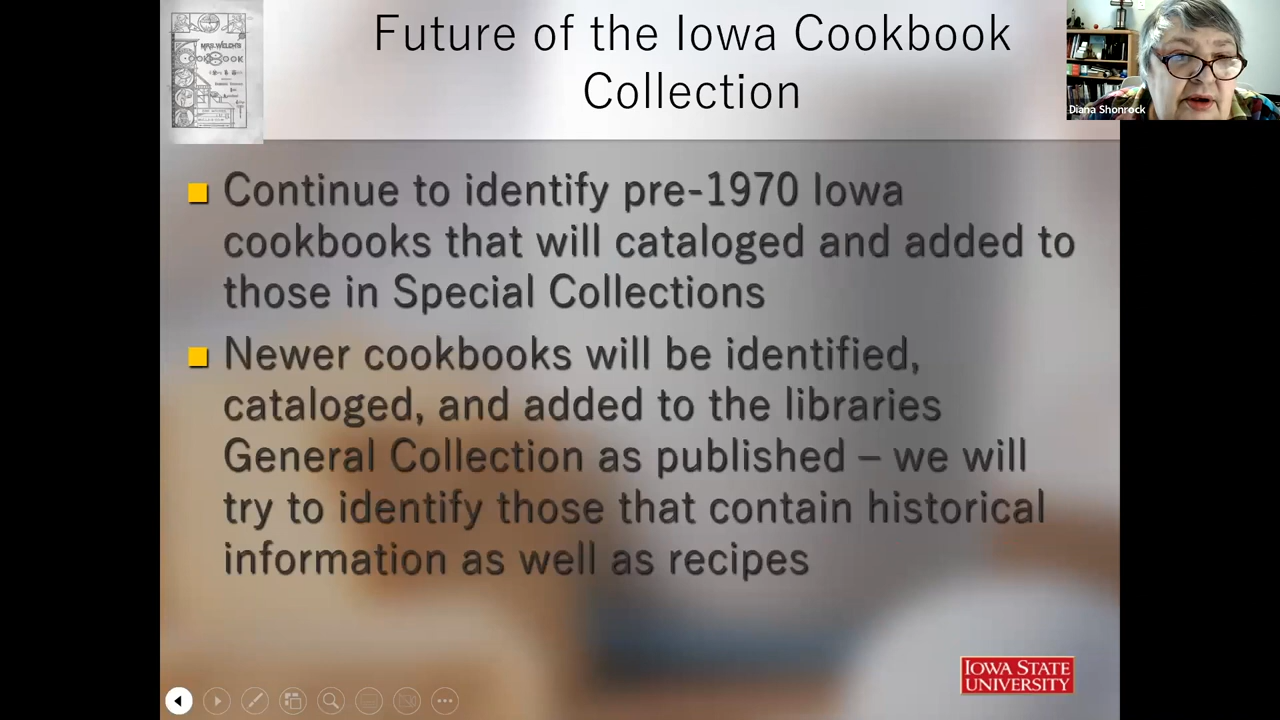 Future of the Iowa Cookbook
Collection
MRS. WELCH'S
COOKBOOK
Diana Shonrock
Continue to identify pre-1970 Iowa
cookbooks that will cataloged and added to
those in Special Collections
Newer cookbooks will be identified,
cataloged, and added to the libraries
General Collection as published – we will
try to identify those that contain historical
information as well as recipes
IOWA STATE
UNIVERSITY